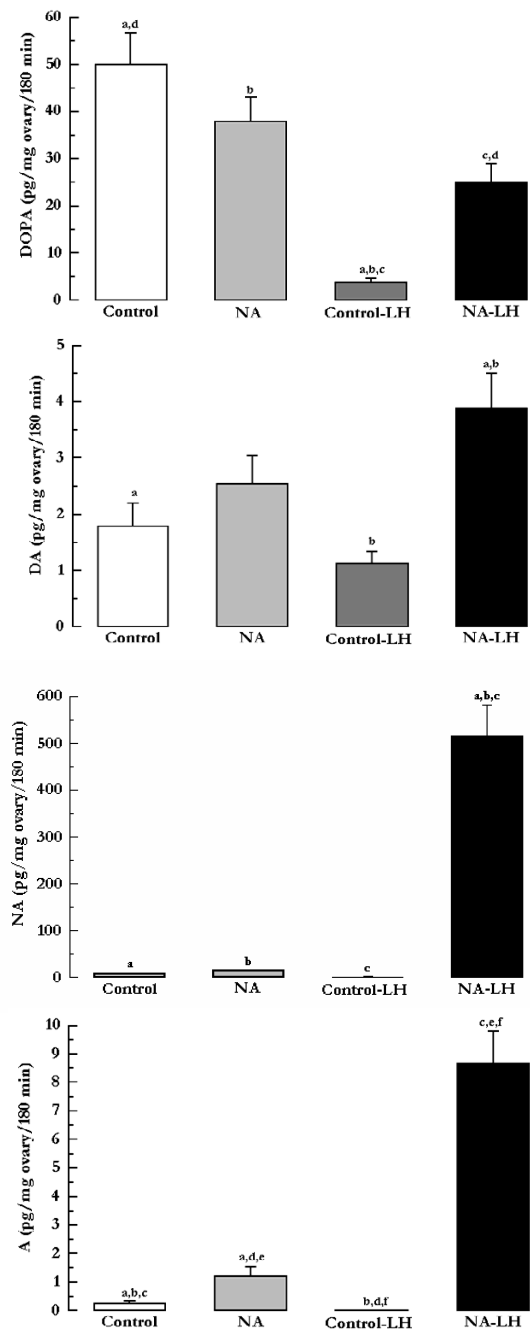 DOPA (pg/mg ovary/180 min)
60
50
40
30
20
10
0
a,d
b
a,b,c
c,d
Control
NA
Control-LH
NA-LH
DA (pg/mg ovary/180 min)
5
4
3
2
1
0
a
b
a,b
Control
NA
Control-LH
NA-LH
NA (pg/mg ovary/180 min)
600
500
400
300
200
100
0
a
b
c
a,b,c
Control
NA
Control-LH
NA-LH
A (pg/mg ovary/180 min)
10
9
8
7
6
5
4
3
2
1
0
a,b,c
a,d,e
b,d,f
c,e,f
Control
NA
Control-LH
NA-LH